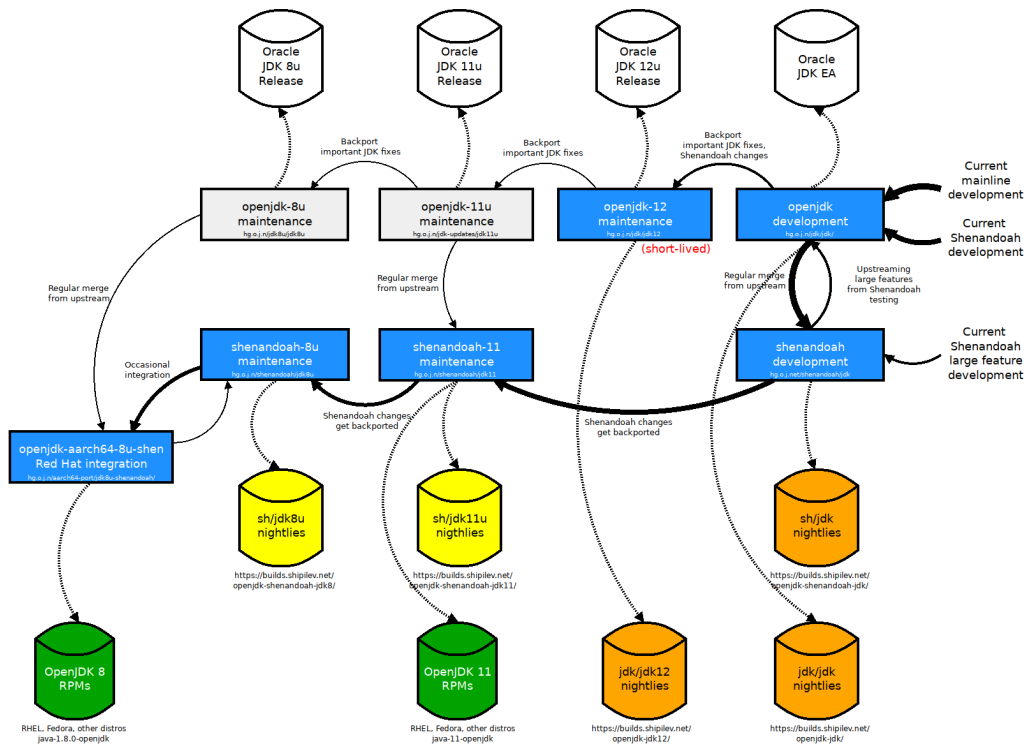 Oracle
JDK 8u
Release
Oracle
JDK 11u
Release
Oracle
JDK 12u
Release
Oracle
JDK EA
Backport
important JDK fixes
Backport
important JDK fixes
Backport
important JDK fixes,
Shenandoah changes
Current
mainline
development
openjdk-8u
maintenance
hg.o.j.n/jdk8u/jdk8u
openjdk-11u
maintenance
hg.o.j.n/jdk-updates/jdk11u
openjdk-12
maintenance
hg.o.j.n/jdk/jdk12
(short-lived)
openjdk
development
hg.o.j.n/jdk/jdk/
Current
Shenandoah
development
Regular merge
from upstream
Regular merge
from upstream
Regular merge
from upstream
Upstreaming
large features
from Shenandoah
testing
shenandoah-8u
maintenance
hg.o.j.n/shenandoah/jdk8u
shenandoah-11
maintenance
hg.o.j.n/shenandoah/jdk11
shenandoah
development
hg.o.j.net/shenandoah/jdk
Current
Shenandoah
large feature
development
Occasional
integration
Shenandoah changes
get backported
Shenandoah changes
get backported
openjdk-aarch64-8u-shen
Red Hat integration
hg.o.j.n/aarch64-port/jdk8u-shenandoah/
sh/jdk8u
nightlies
https://builds.shipilev.net/
openjdk-shenandoah-jdk8/
sh/jdk11u
nigthlies
https://builds.shipilev.net/
openjdk-shenandoah-jdk11/
sh/jdk
nightlies
https://builds.shipilev.net/
openjdk-shenandoah-jdk/
OpenJDK 8
RPMs
RHEL, Fedora, other distros
java-1.8.0-openjdk
OpenJDK 11
RPMs
RHEL, Fedora, other distros
java-11-openjdk
jdk/jdk12
nightlies
https://builds.shipilev.net/
openjdk-jdk12/
jdk/jdk
nightlies
https://builds.shipilev.net/
openjdk-jdk/